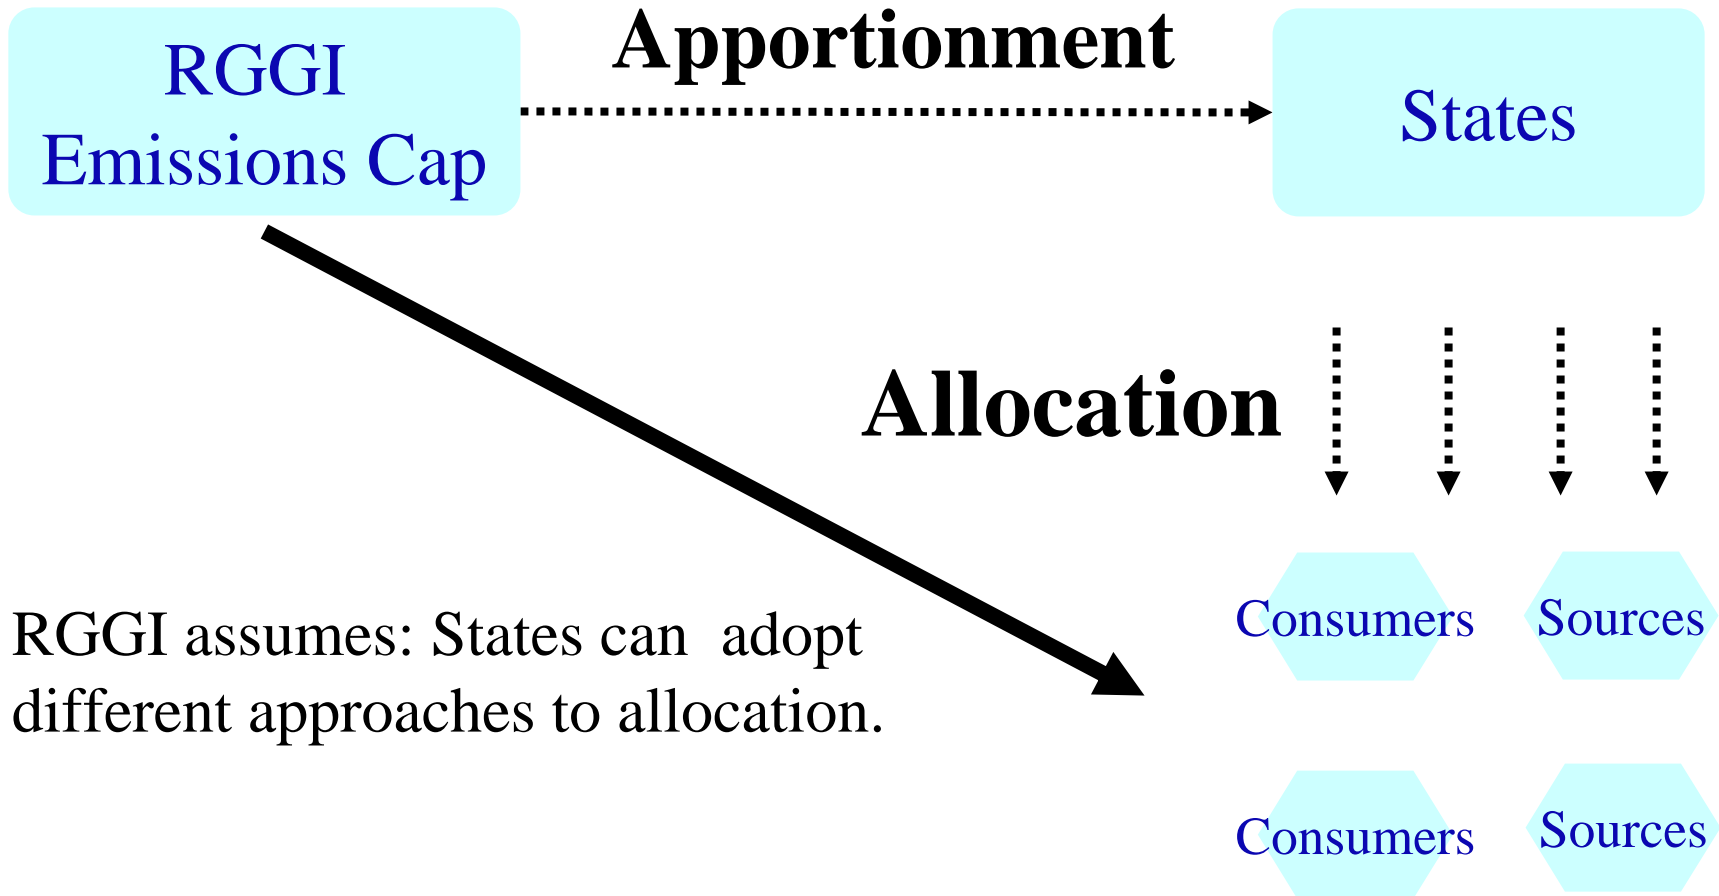 RGGI
Emissions Cap
Apportionment
States
Allocation
RGGI assumes: States can  adopt
different approaches to allocation.
Consumers
Sources
Consumers
Sources